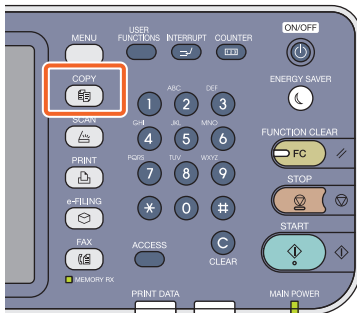 MENU
USER
FUNCTIONS INTERRUPT COUNTER
ON/OFF
COPY
ENERGY SAVER
ABC DEF
1 2 3
SCAN
GHI JKL MNO
4 5 6
FUNCTION CLEAR
FC
PRINT
PQRS TUV WXYZ
7 8 9
STOP
e-FILING
* 0 #
START
FAX
ACCESS
C
CLEAR
MEMORY RX
PRINT DATA
MAIN POWER